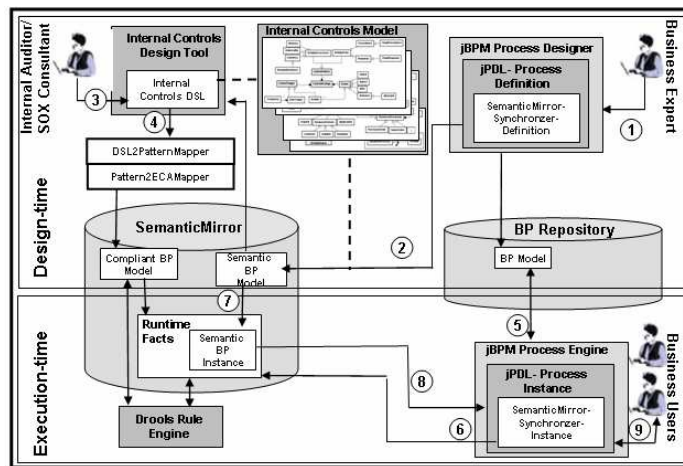 Internal Auditor/
SOX Consultant
Internal Controls
Design Tool
Internal Controls DSL
3
4
DSL2PatternMapper
Pattern2ECAMapper
Internal Controls Model
jBPM Process Designer
jPDL- Process
Definition
SemanticMirror-
Synchronzer-
Definition
Business Expert
1
Design-time
SemanticMirror
Compliant BP
Model
Semantic
BP
Model
2
BP Repository
BP Model
Execution-time
7
Runtime
Facts
Semantic
BP
Instance
Drools Rule
Engine
5
8
6
jBPM Process Engine
jPDL- Process
Instance
SemanticMirror-
Synchronzer-
Instance
9
Business Users